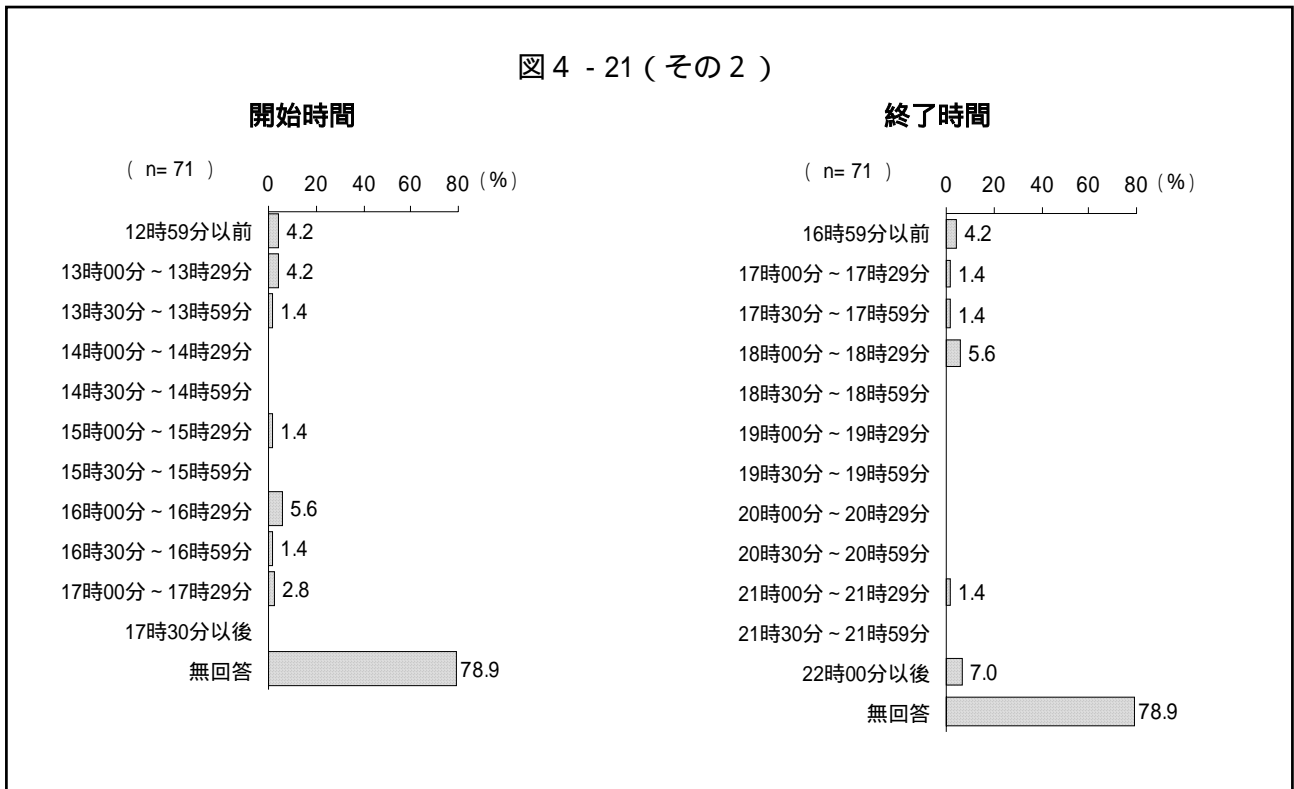 図4-21(その2)
開始時間
( n= 71 )
0 20 40 60 80 (%)
12時59分以前 4.2
13時00分~13時29分 4.2
13時30分~13時59分 1.4
14時00分~14時29分
14時30分~14時59分
15時00分~15時29分 1.4
15時30分~15時59分
16時00分~16時29分 5.6
16時30分~16時59分 1.4
17時00分~17時29分 2.8
17時30分以後
無回答 78.9
終了時間
( n= 71 )
0 20 40 60 80 (%)
16時59分以前 4.2
17時00分~17時29分 1.4
17時30分~17時59分 1.4
18時00分~18時29分 5.6
18時30分~18時59分
19時00分~19時29分
19時30分~19時59分
20時00分~20時29分
20時30分~20時59分
21時00分~21時29分 1.4
21時30分~21時59分
22時00分以後 7.0
無回答 78.9